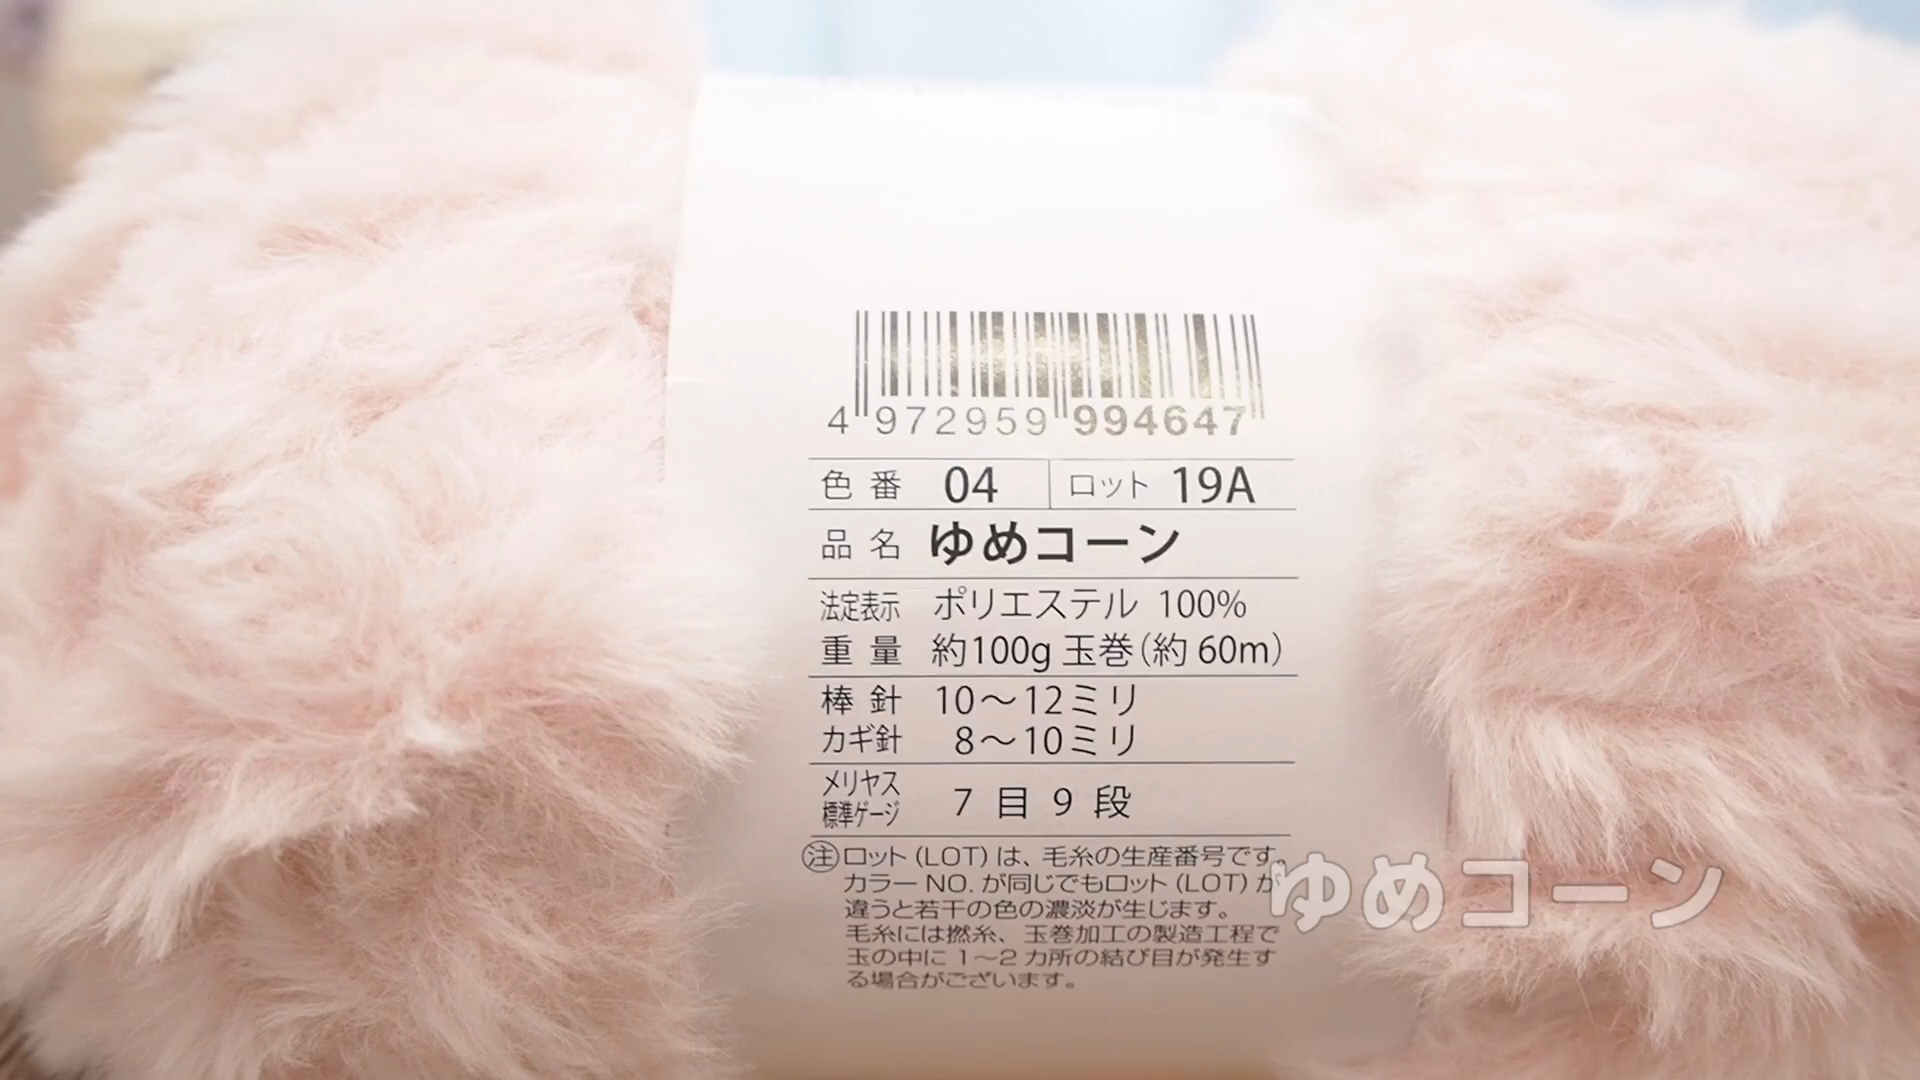 4 972959 994647
色番 04 ロット 19A
品名 ゆめコーン
法定表示 ポリエステル 100%
重量 約100g 玉巻(約 60m)
棒針 10〜12ミリ
カギ針 8〜10ミリ
メリヤス
標準ゲージ 7 目 9 段
注 ロット(LOT)は、毛糸の生産番号です。
カラー NO. が同じでもロット(LOT)が
違うと若干の色の濃淡が生じます。
毛糸には撚糸、玉巻加工の製造工程で
玉の中に 1〜2 カ所の結び目が発生す
る場合がございます。
ゆめコーン